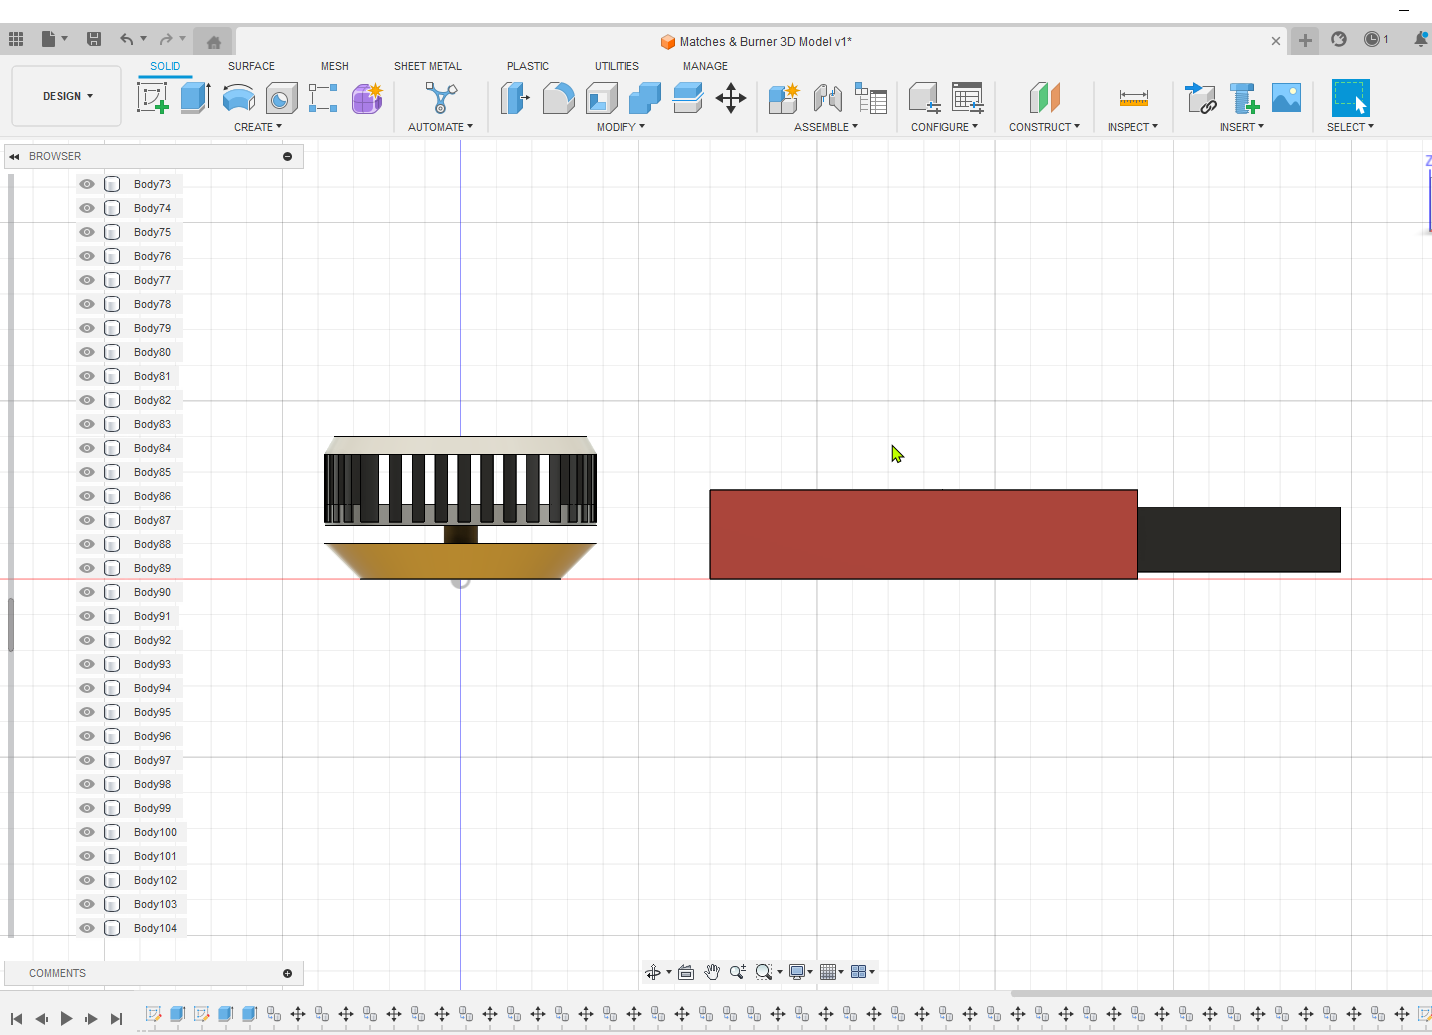 Matches & Burner 3D Model v1*
1
SOLID SURFACE MESH SHEET METAL PLASTIC UTILITIES MANAGE
DESIGN
CREATE AUTOMATE MODIFY ASSEMBLE CONFIGURE CONSTRUCT INSPECT INSERT SELECT
BROWSER
Z
Body73
Body74
Body75
Body76
Body77
Body78
Body79
Body80
Body81
Body82
Body83
Body84
Body85
Body86
Body87
Body88
Body89
Body90
Body91
Body92
Body93
Body94
Body95
Body96
Body97
Body98
Body99
Body100
Body101
Body102
Body103
Body104
COMMENTS